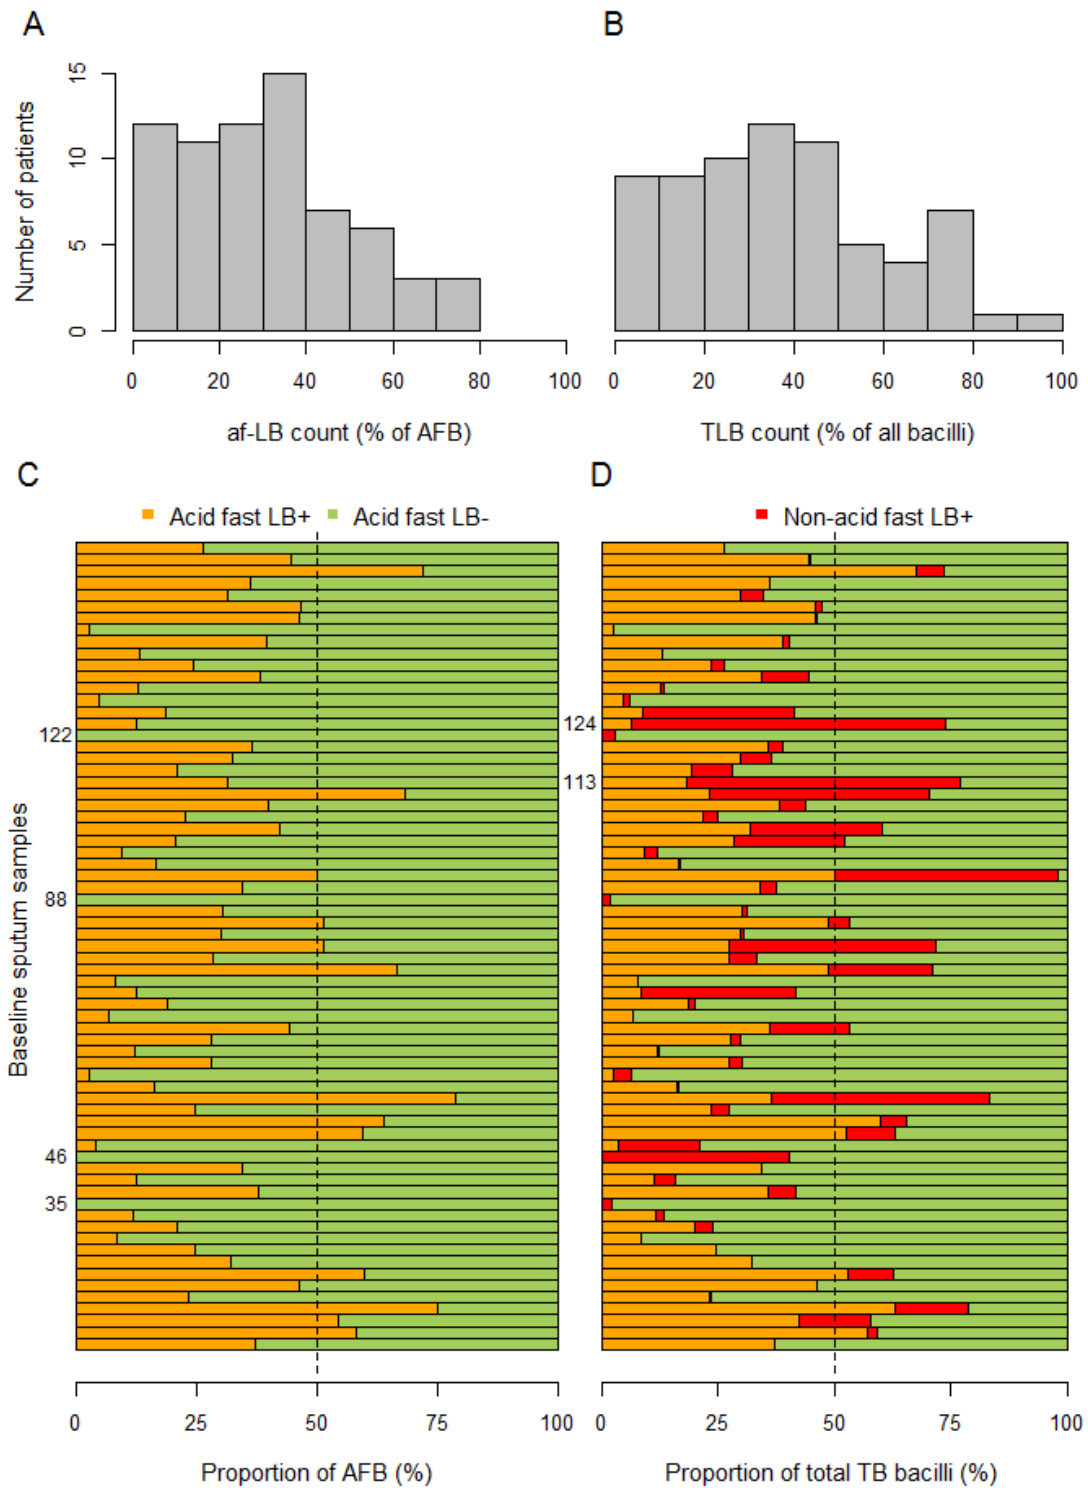 A
B
15
10
5
0
Number of patients
0 20 40 60 80 100
0 20 40 60 80 100
af-LB count (% of AFB)
TLB count (% of all bacilli)
C
D
Acid fast LB+ Acid fast LB-
Non-acid fast LB+
122
88
46
35
124
113
Baseline sputum samples
0 25 50 75 100
0 25 50 75 100
Proportion of AFB (%)
Proportion of total TB bacilli (%)